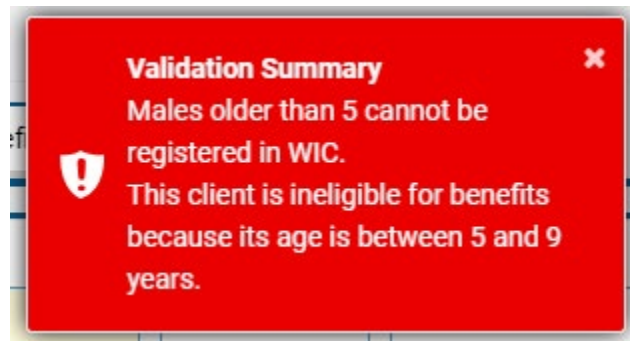 Validation Summary
Males older than 5 cannot be
registered in WIC.
This client is ineligible for benefits
because its age is between 5 and 9
years.